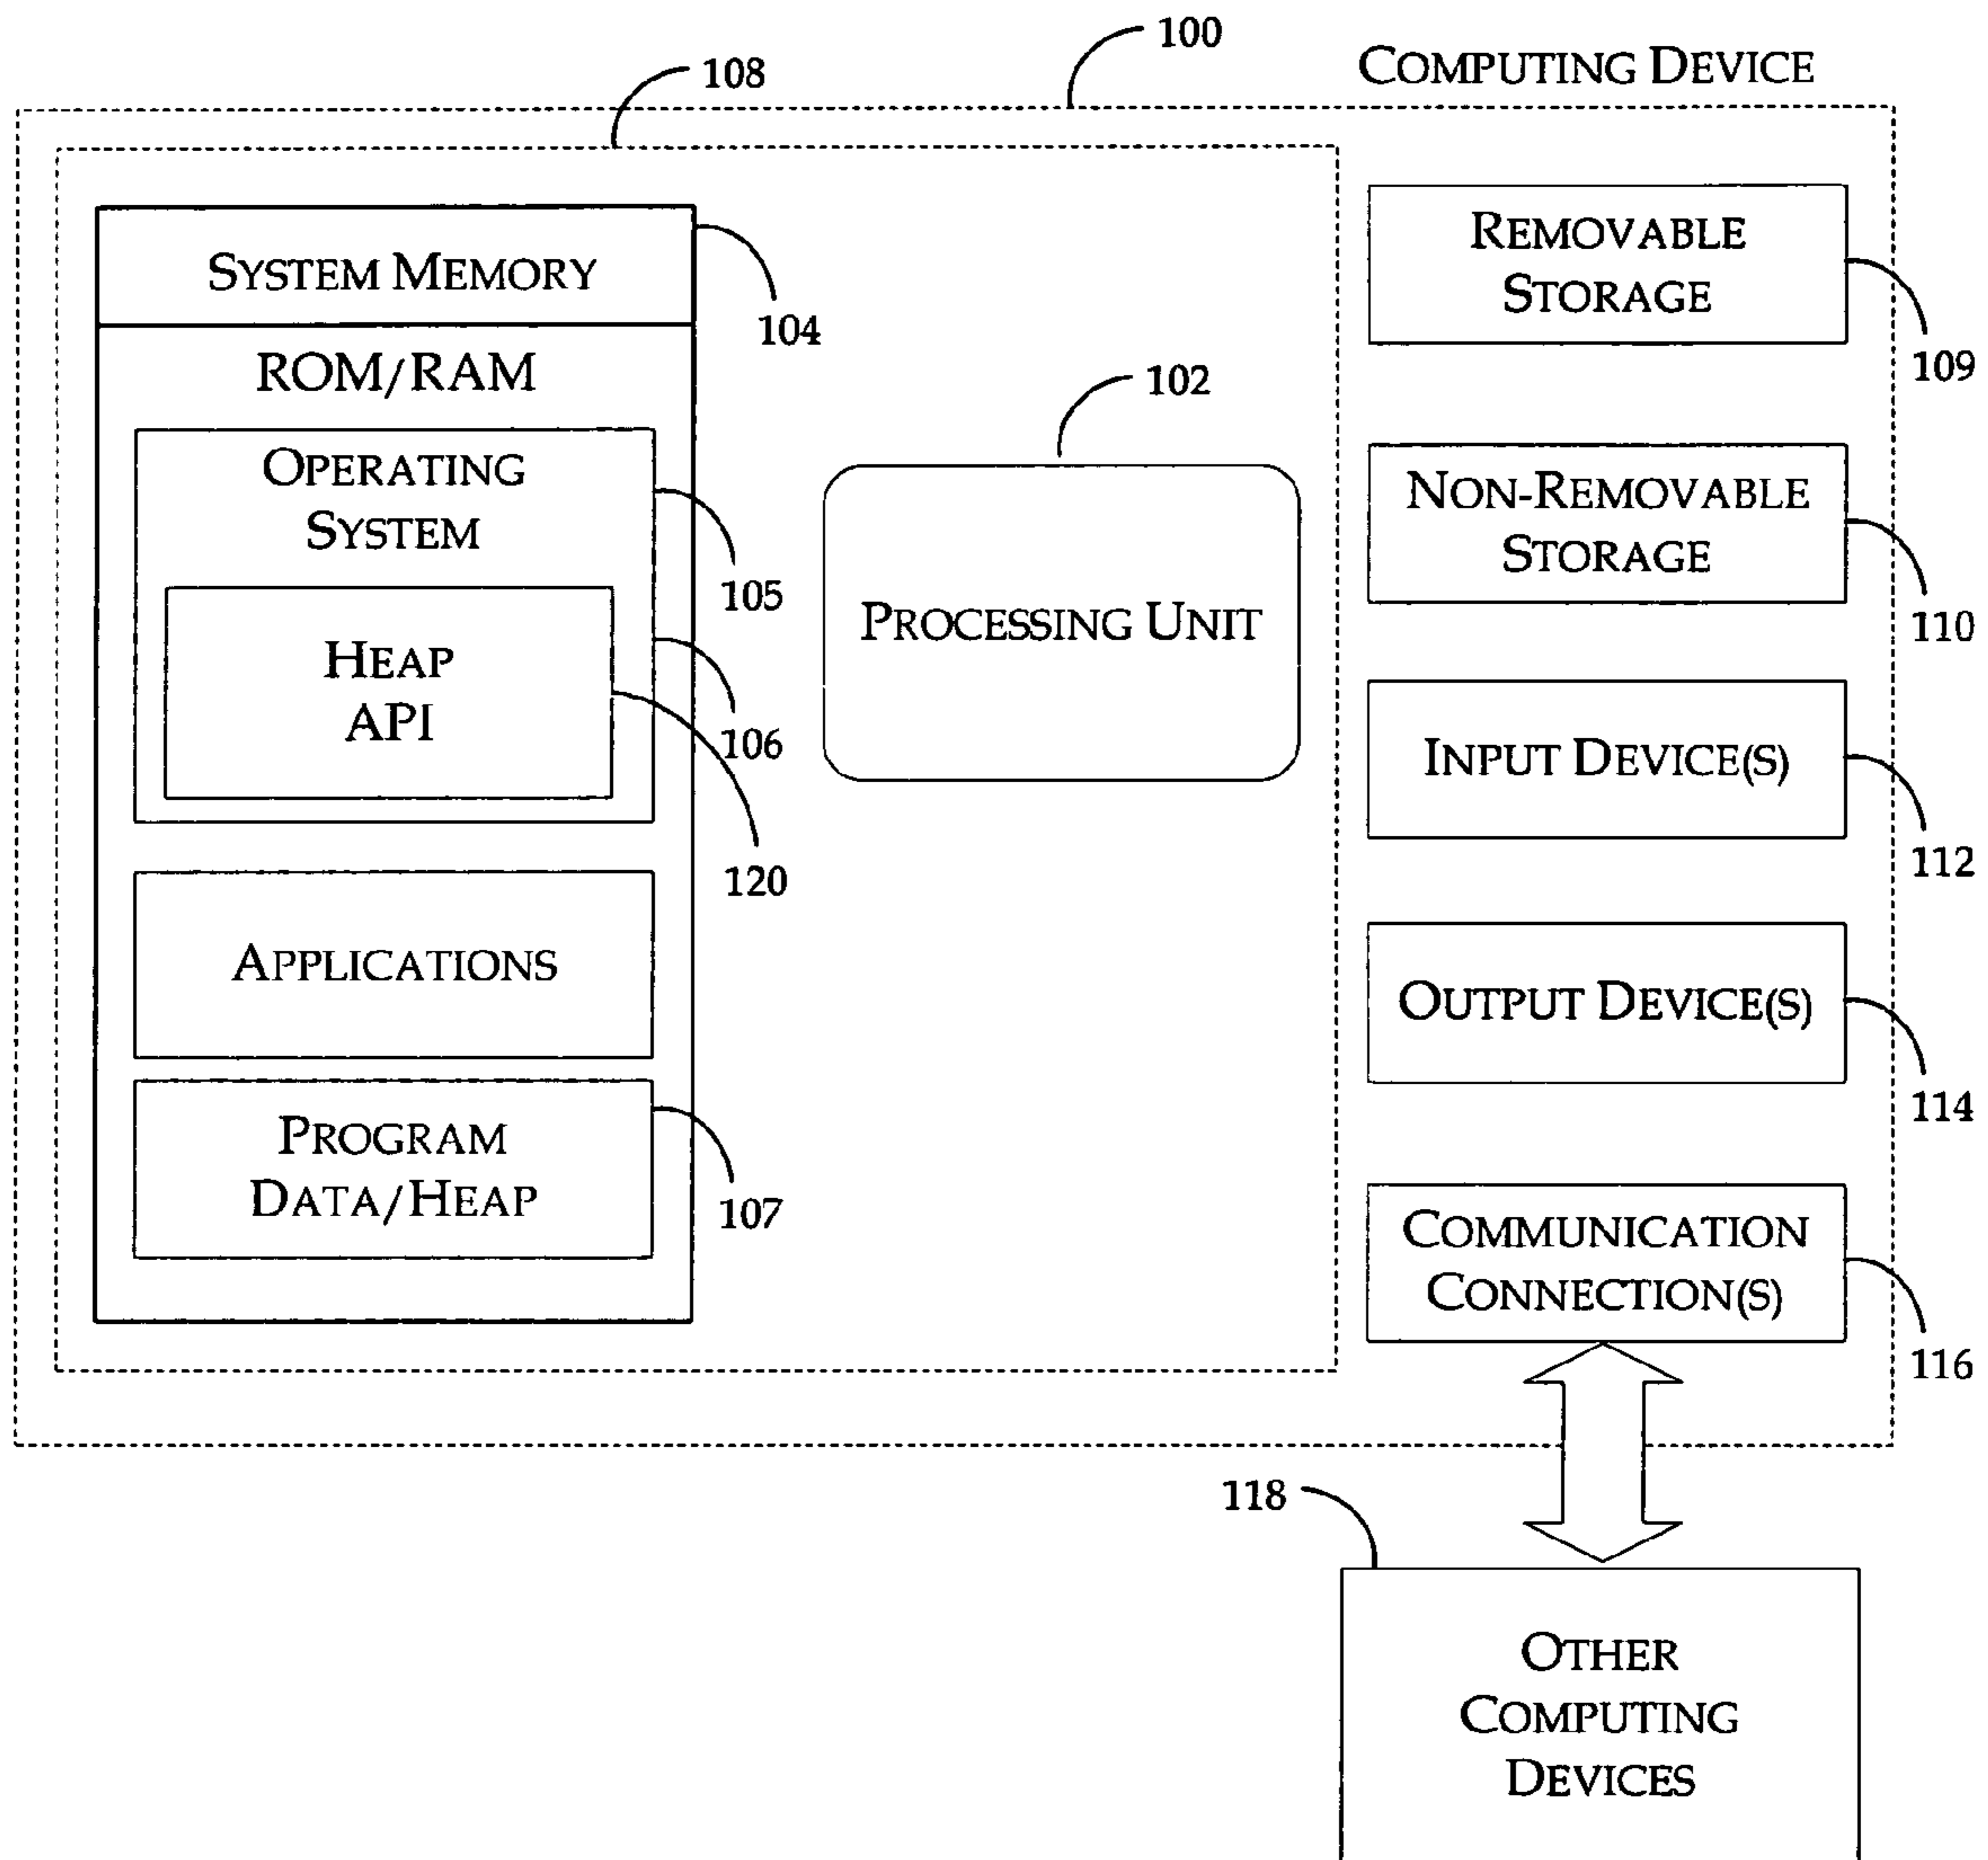 100
COMPUTING DEVICE
108
SYSTEM MEMORY
104
ROM/RAM
OPERATING
SYSTEM
105
HEAP
API
106
120
APPLICATIONS
PROGRAM
DATA/HEAP
107
102
PROCESSING UNIT
REMOVABLE
STORAGE
109
NON-REMOVABLE
STORAGE
110
INPUT DEVICE(S)
112
OUTPUT DEVICE(S)
114
COMMUNICATION
CONNECTION(S)
116
118
OTHER
COMPUTING
DEVICES